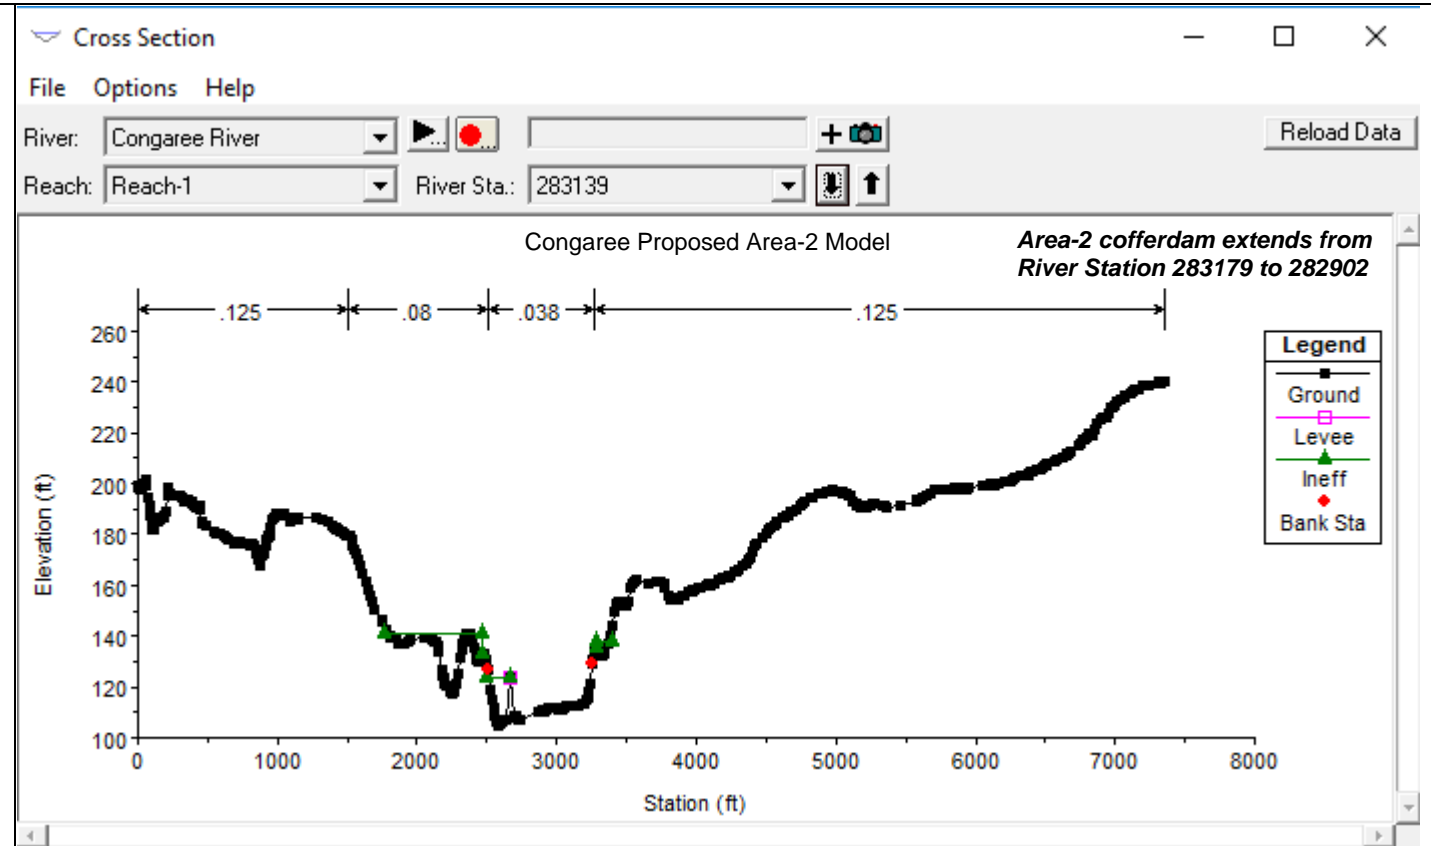 Cross Section
File Options Help
River: Congaree River Reload Data
Reach: Reach-1 River Sta.: 283139
Congaree Proposed Area-2 Model
Area-2 cofferdam extends from
River Station 283179 to 282902
.125 .08 .038 .125
260
240
220
200
180
160
140
120
100
Elevation (ft)
0 1000 2000 3000 4000 5000 6000 7000 8000
Station (ft)
Legend
Ground
Levee
Ineff
Bank Sta